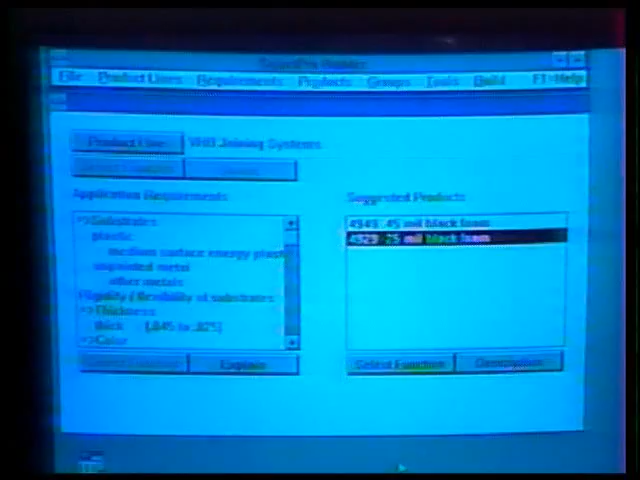 File Product Lines Requirements Products Groups Tools Build F1=Help
Product Line VHB Joining Systems
Application Requirements
=>Substrates
plastic
medium surface energy plast
unpainted metal
other metals
Rigidity / flexibility of substrates
=>Thickness
thick
=>Color
Explain
Suggested Products
4949 .45 mil black foam
4929 .25 mil black foam
Select Function Description